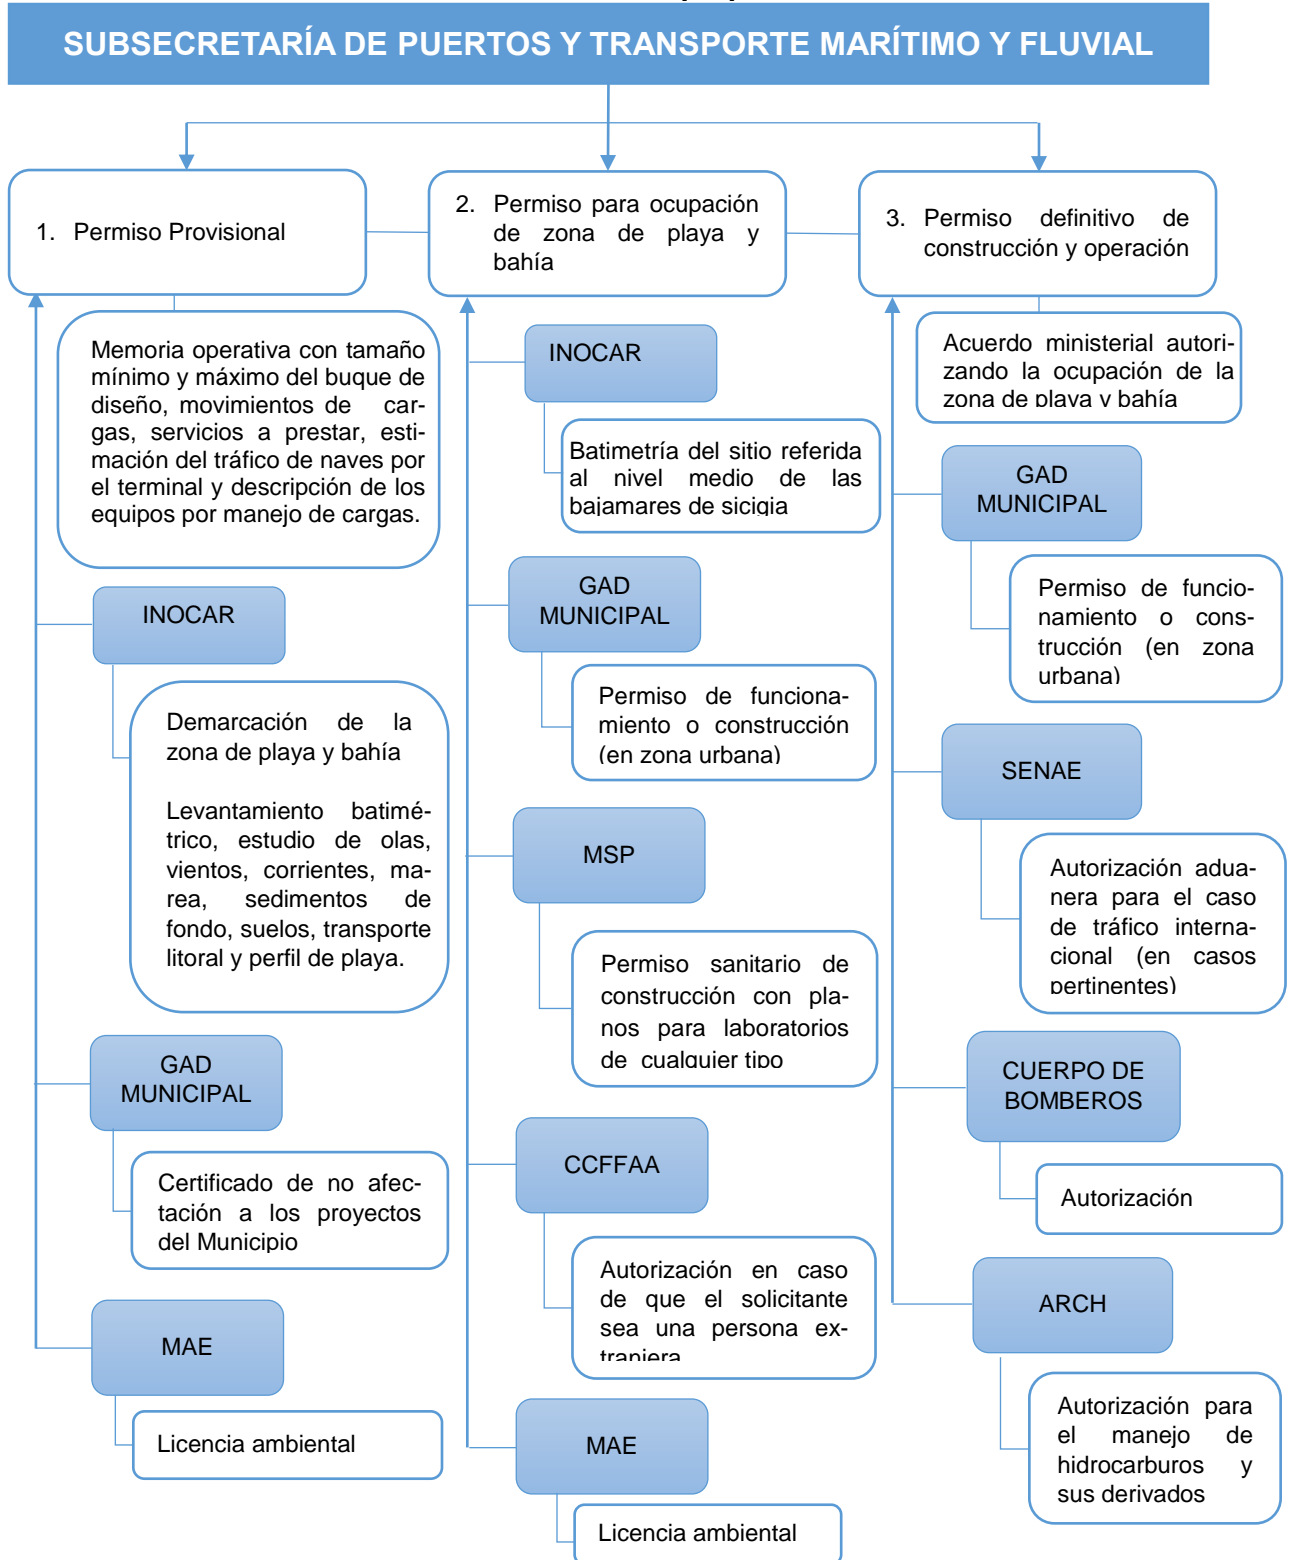 SUBSECRETARÍA DE PUERTOS Y TRANSPORTE MARÍTIMO Y FLUVIAL
1. Permiso Provisional
2. Permiso para ocupación
de zona de playa y
bahía
3. Permiso definitivo de
construcción y operación
Memoria operativa con tamaño
mínimo y máximo del buque de
diseño, movimientos de car-
gas, servicios a prestar, esti-
mación del tráfico de naves por
el terminal y descripción de los
equipos por manejo de cargas.
INOCAR
Demarcación de la
zona de playa y bahía
Levantamiento batimé-
trico, estudio de olas,
vientos, corrientes, ma-
rea, sedimentos de
fondo, suelos, transporte
litoral y perfil de playa.
GAD
MUNICIPAL
Certificado de no afec-
tación a los proyectos
del Municipio
MAE
Licencia ambiental
INOCAR
Batimetría del sitio referida
al nivel medio de las
bajamares de sicigia
GAD
MUNICIPAL
Permiso de funciona-
miento o construcción
(en zona urbana)
MSP
Permiso sanitario de
construcción con pla-
nos para laboratorios
de cualquier tipo
CCFFAA
Autorización en caso
de que el solicitante
sea una persona ex-
tranjera
MAE
Licencia ambiental
Acuerdo ministerial autori-
zando la ocupación de la
zona de playa y bahía
GAD
MUNICIPAL
Permiso de funcio-
namiento o cons-
trucción (en zona
urbana)
SENAE
Autorización adua-
nera para el caso
de tráfico interna-
cional (en casos
pertinentes)
CUERPO DE
BOMBEROS
Autorización
ARCH
Autorización para
el manejo de
hidrocarburos y
sus derivados